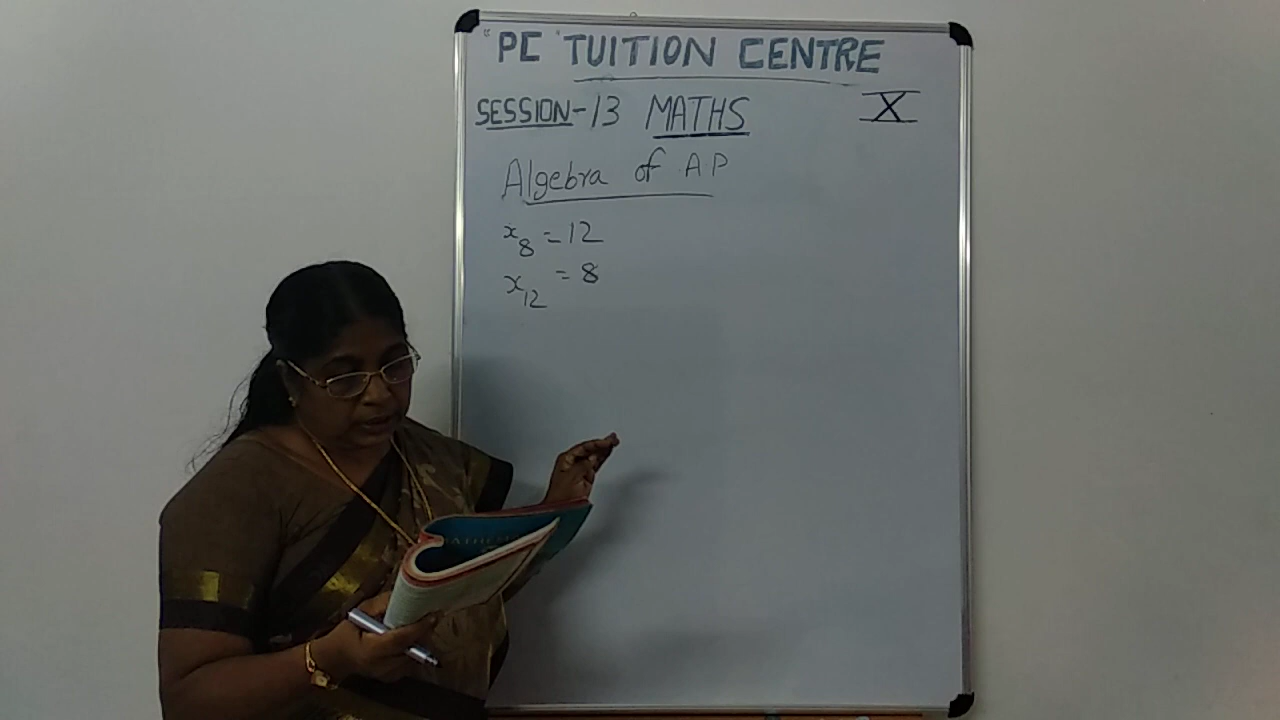 " PC " TUITION CENTRE
SESSION-13 MATHS X
Algebra of AP
x₈ = 12
x₁₂ = 8